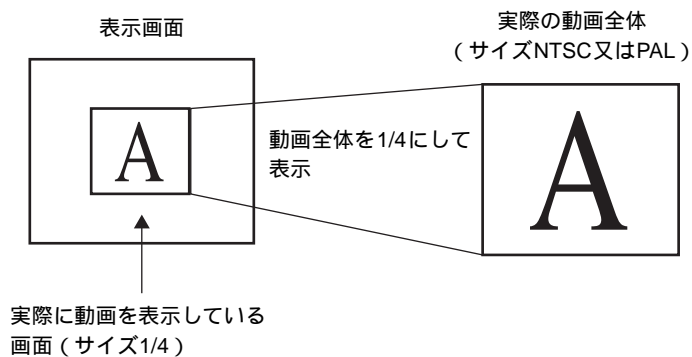 表示画面
実際の動画全体
（サイズNTSC又はPAL）
A
動画全体を1/4にして
表示
A
実際に動画を表示している
画面（サイズ1/4）